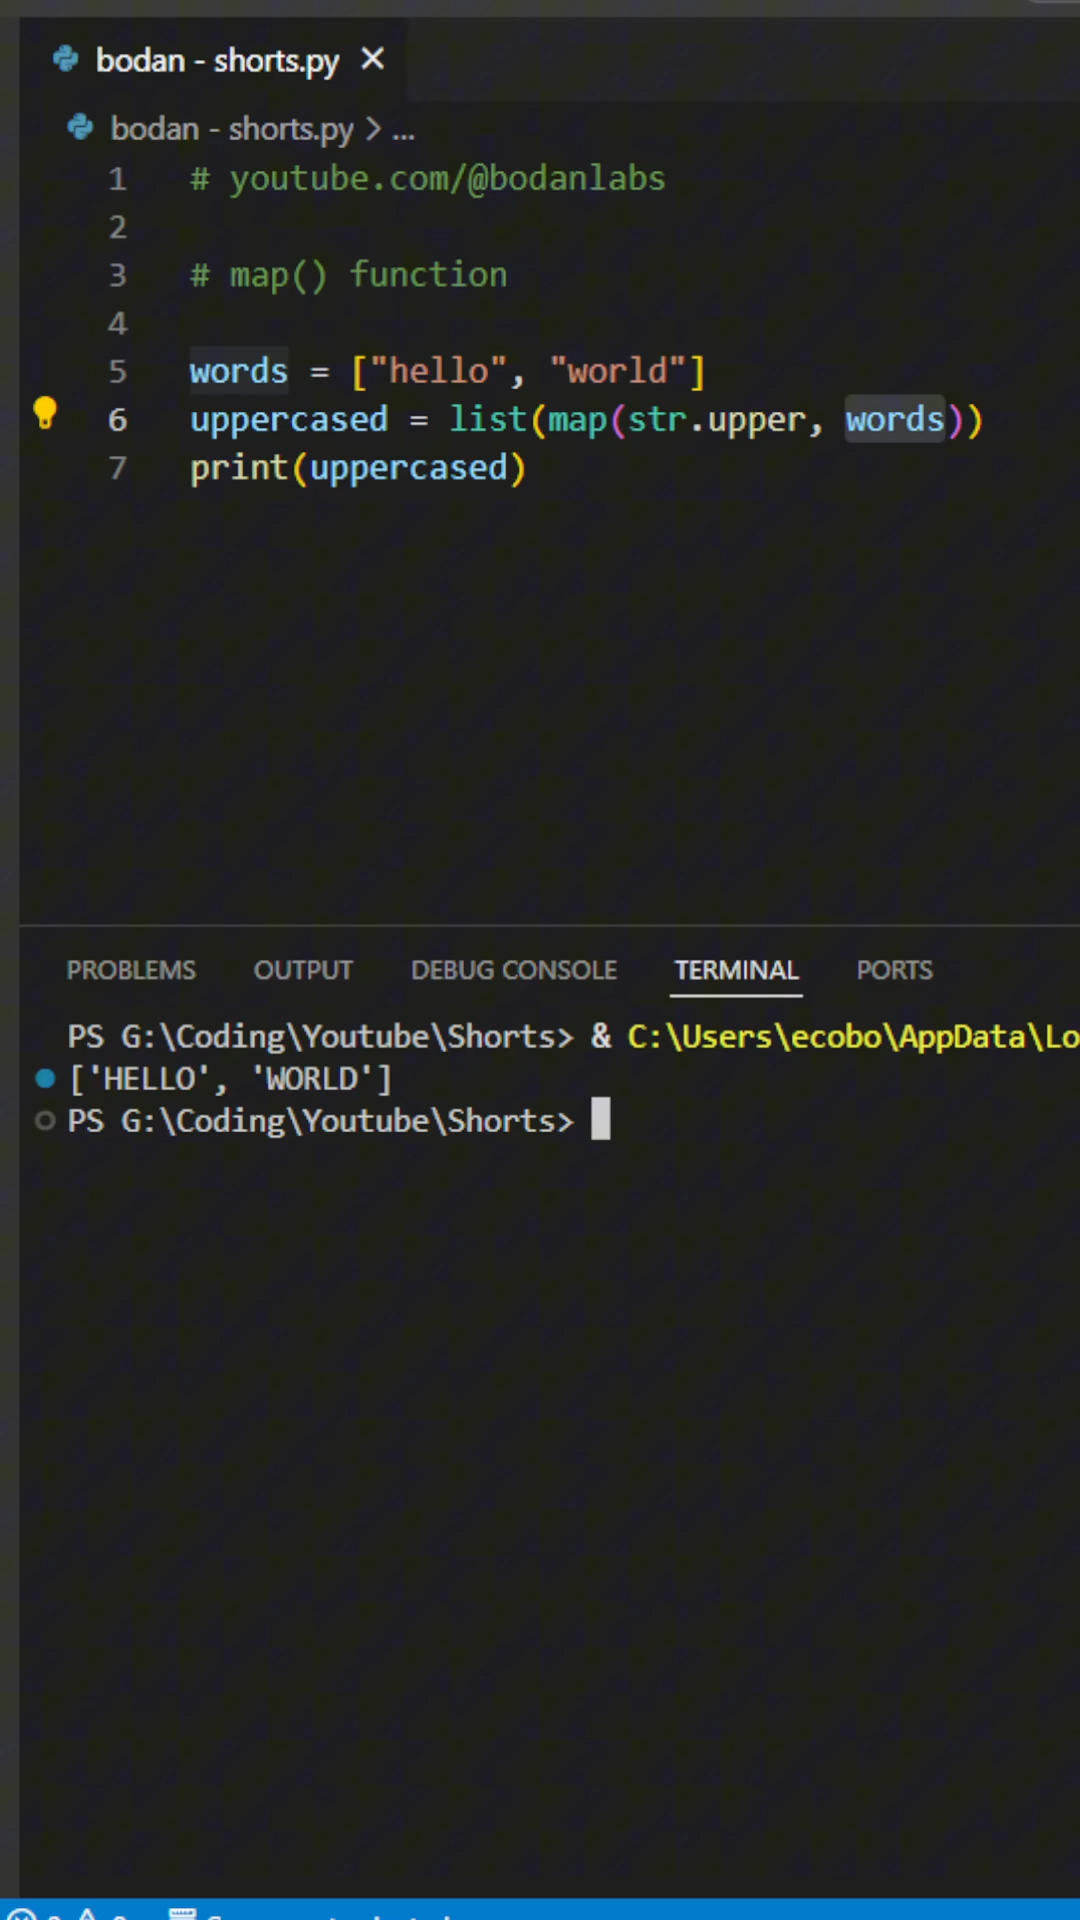 bodan - shorts.py
bodan - shorts.py > ...
1 # youtube.com/@bodanlabs
2
3 # map() function
4
5 words = ["hello", "world"]
6 uppercased = list(map(str.upper, words))
7 print(uppercased)
PROBLEMS OUTPUT DEBUG CONSOLE TERMINAL PORTS
PS G:\Coding\Youtube\Shorts> & C:\Users\ecobo\AppData\Lo
['HELLO', 'WORLD']
PS G:\Coding\Youtube\Shorts>